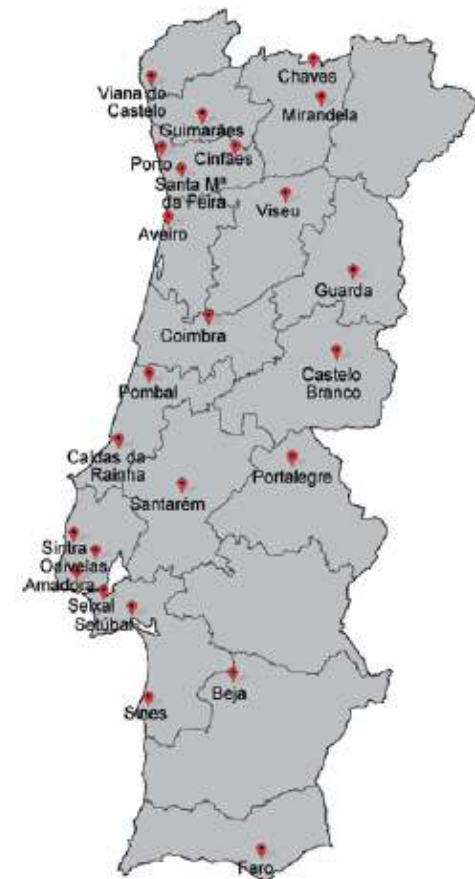 Chaves
Viana do
Castelo
Mirandela
Guimarães
Porto
Cinfães
Santa Mª
da Feira
Viseu
Aveiro
Guarda
Coimbra
Castelo
Branco
Pombal
Caldas da
Rainha
Portalegre
Santarém
Sintra
Odivelas
Amadora
Seixal
Setúbal
Beja
Sines
Faro